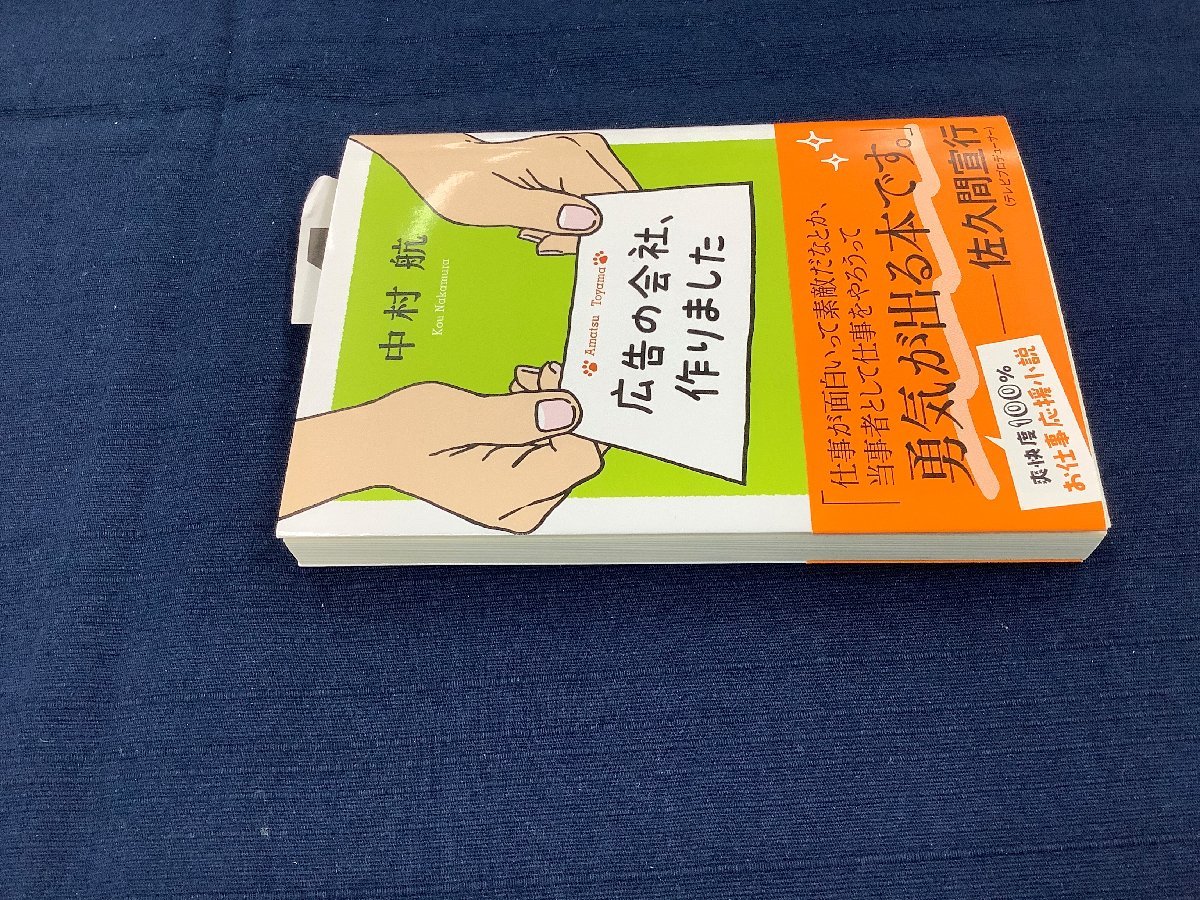 中村 航
Kou Nakamura
Amatsu Toyama
広告の会社、
作りました
「仕事が面白いって素敵だなとか、
当事者として仕事をやろうって
勇気が出る本です。」
――佐久間宣行
(テレビプロデューサー)
爽快度100%
お仕事応援小説